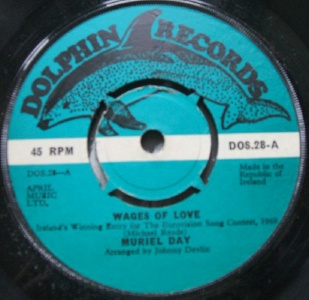 DOLPHIN RECORDS
45 RPM
DOS.28-A
DOS.28—A
Made in the
Republic of
Ireland
APRIL
MUSIC
LTD.
WAGES OF LOVE
Ireland's Winning Entry for The Eurovision Song Contest, 1969
(Michael Reade)
MURIEL DAY
Arranged by Johnny Devlin